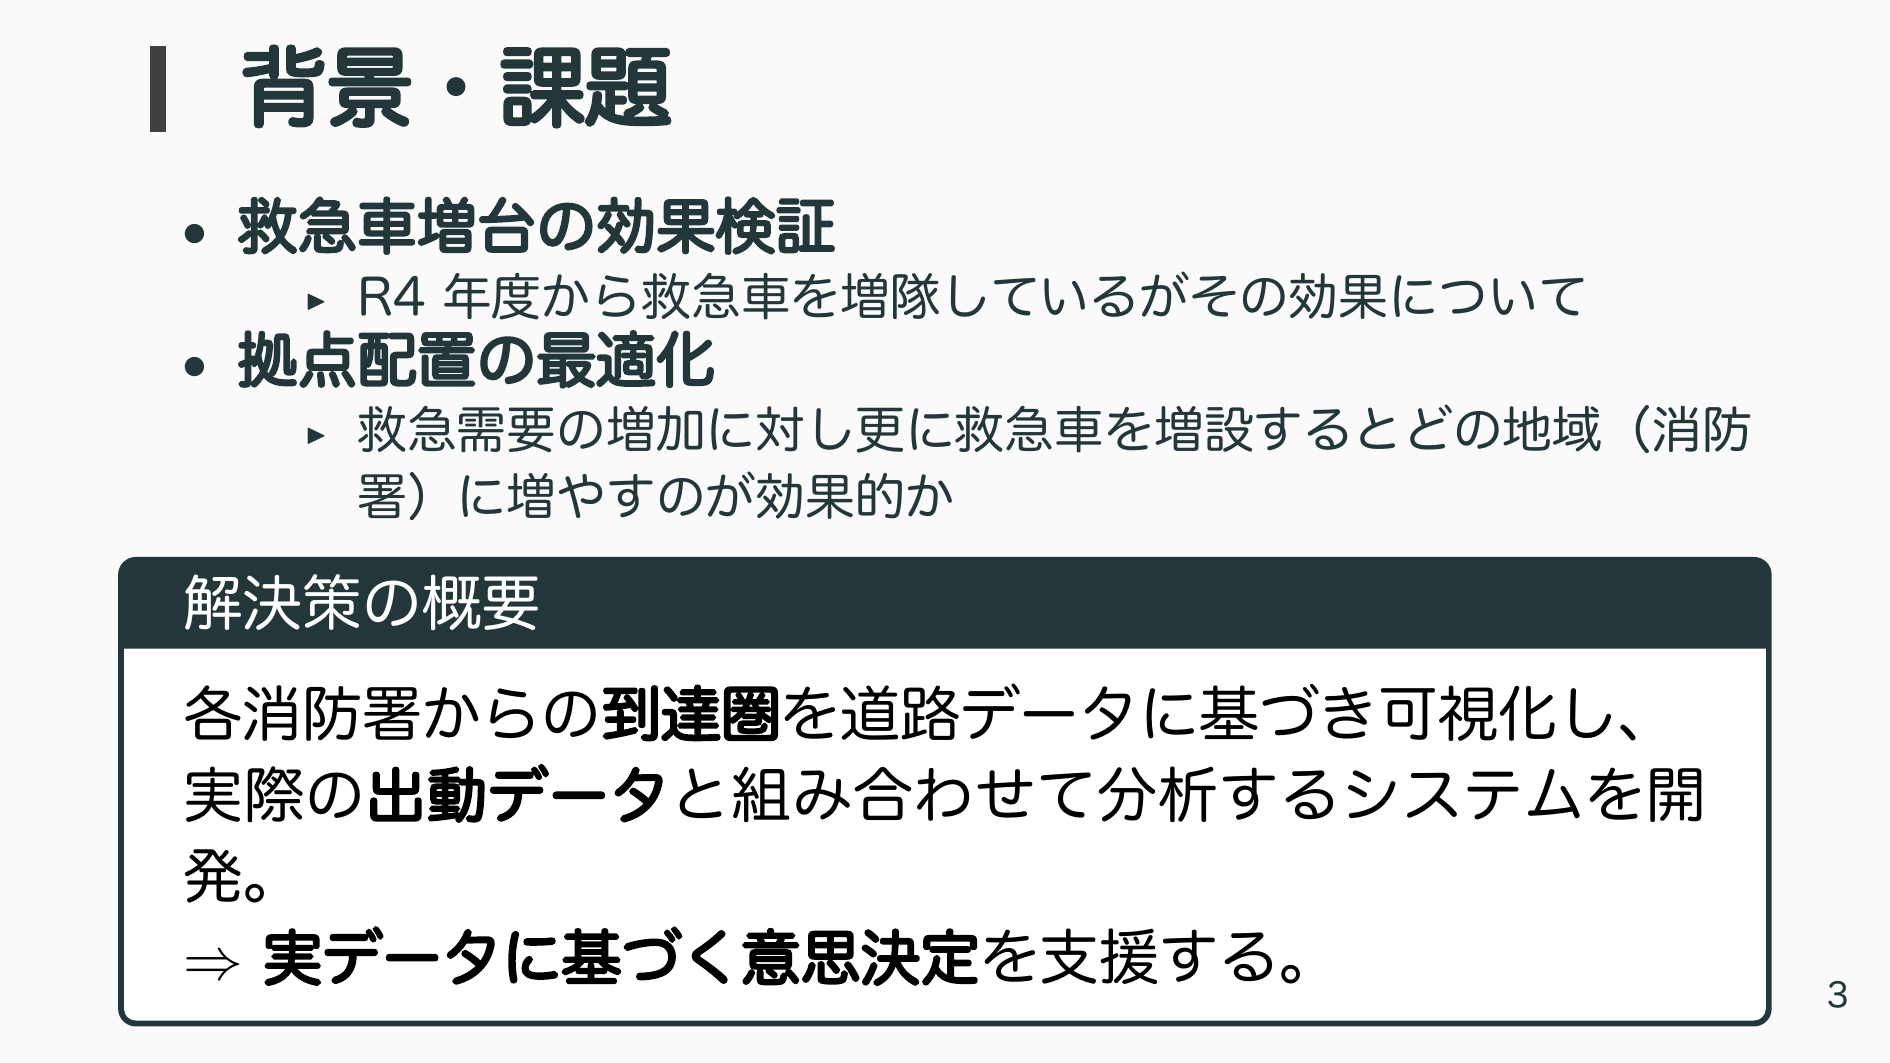 背景・課題
• 救急車増台の効果検証
▸ R4 年度から救急車を増隊しているがその効果について
• 拠点配置の最適化
▸ 救急需要の増加に対し更に救急車を増設するとどの地域（消防
署）に増やすのが効果的か
解決策の概要
各消防署からの到達圏を道路データに基づき可視化し、
実際の出動データと組み合わせて分析するシステムを開
発。
⇒ 実データに基づく意思決定を支援する。
3